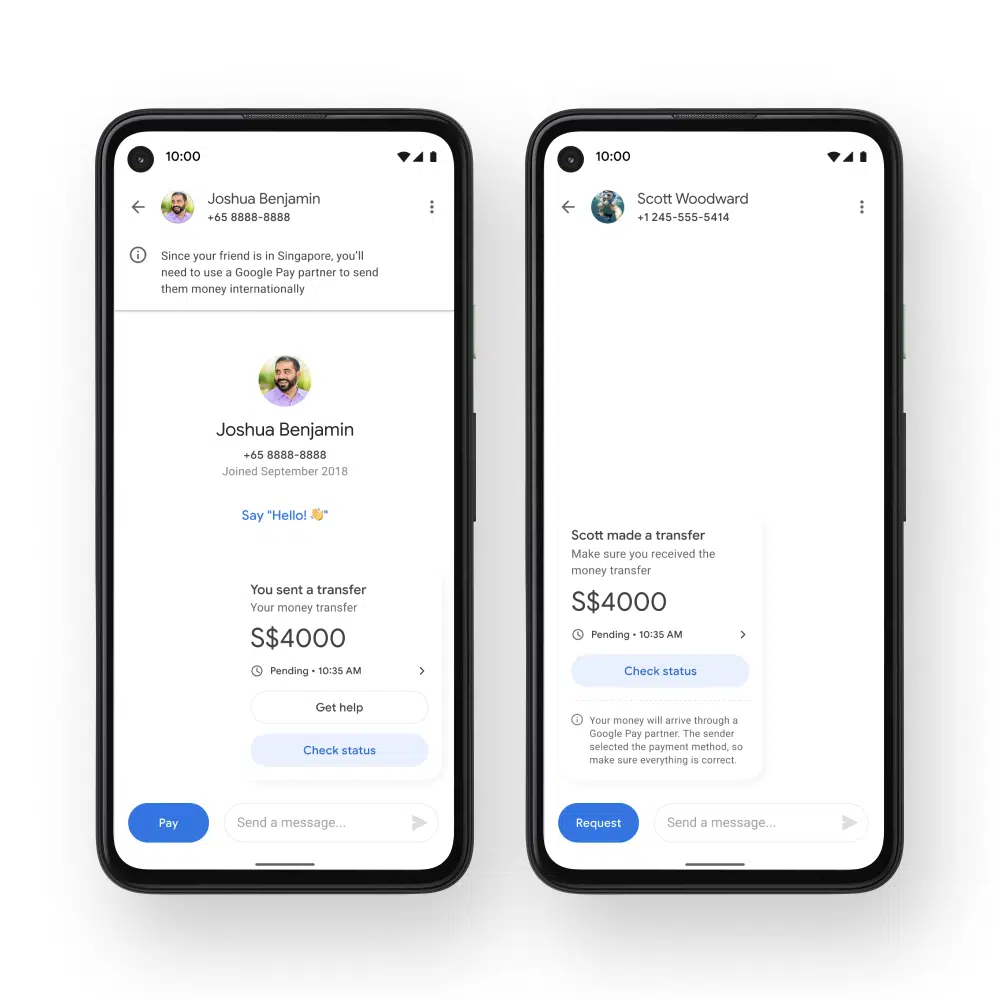 10:00
Joshua Benjamin
+65 8888-8888
Since your friend is in Singapore, you'll
need to use a Google Pay partner to send
them money internationally
Joshua Benjamin
+65 8888-8888
Joined September 2018
Say "Hello! 👋"
You sent a transfer
Your money transfer
S$4000
Pending • 10:35 AM
Get help
Check status
Pay
Send a message...
10:00
Scott Woodward
+1 245-555-5414
Scott made a transfer
Make sure you received the
money transfer
S$4000
Pending • 10:35 AM
Check status
Your money will arrive through a
Google Pay partner. The sender
selected the payment method, so
make sure everything is correct.
Request
Send a message...